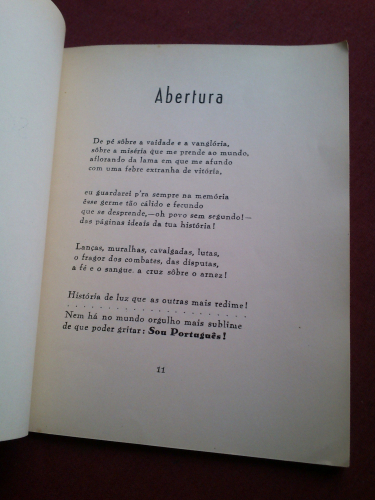 Abertura
De pé sôbre a vaidade e a vanglória,
sôbre a miséria que me prende ao mundo,
aflorando da lama em que me afundo
com uma febre extranha de vitória,
eu guardarei p'ra sempre na memória
êsse germe tão cálido e fecundo
que se desprende,—oh povo sem segundo!—
das páginas ideais da tua história!
Lanças, muralhas, cavalgadas, lutas,
o fragor dos combates, das disputas,
a fé e o sangue. a cruz sôbre o arnez!
História de luz que as outras mais redime!
. . . . . . . . . . . . . . . . . . . .
Nem há no mundo orgulho mais sublime
de que poder gritar: Sou Português!
11